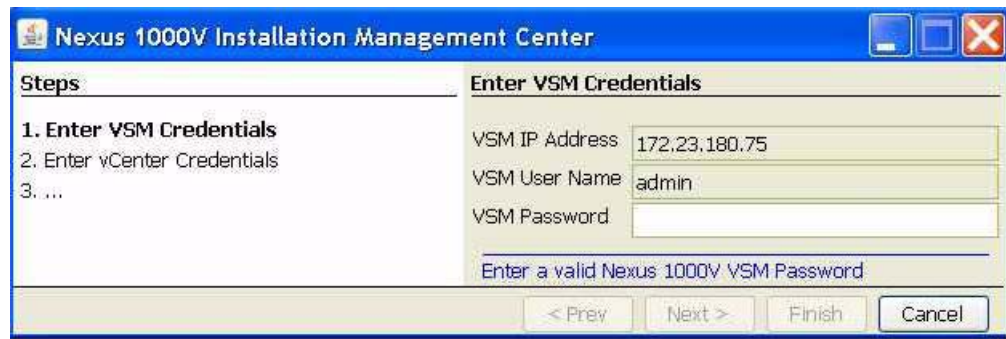 Nexus 1000V Installation Management Center
Steps
1. Enter VSM Credentials
2. Enter vCenter Credentials
3. ...
Enter VSM Credentials
VSM IP Address 172.23.180.75
VSM User Name admin
VSM Password
Enter a valid Nexus 1000V VSM Password
< Prev Next > Finish Cancel